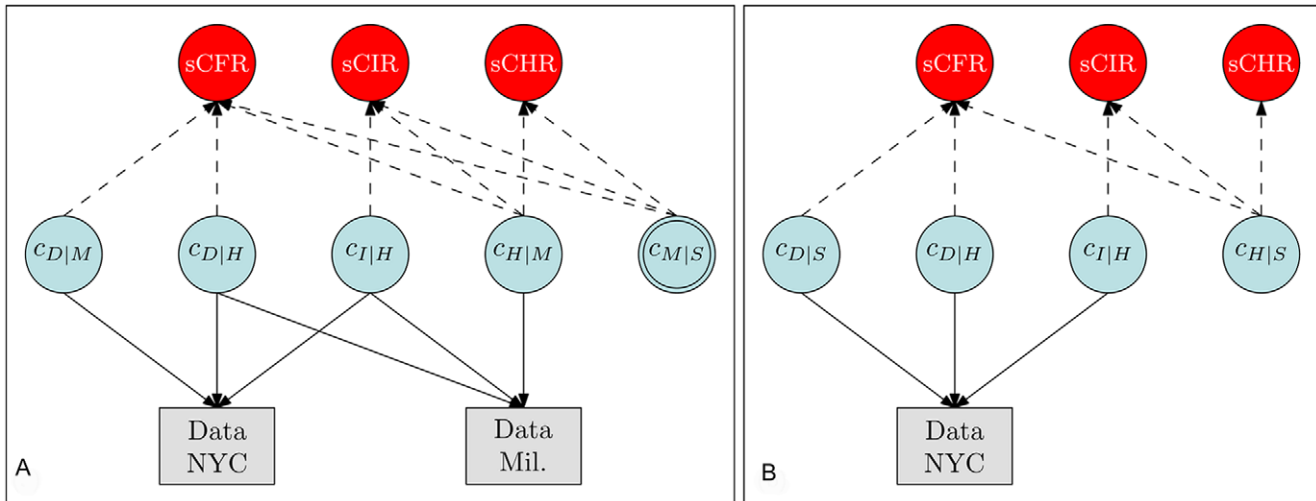 sCFR sCIR sCHR sCFR sCIR sCHR
c_{D|M} c_{D|H} c_{I|H} c_{H|M} c_{M|S} c_{D|S} c_{D|H} c_{I|H} c_{H|S}
Data Data Data
NYC Mil. NYC
A B